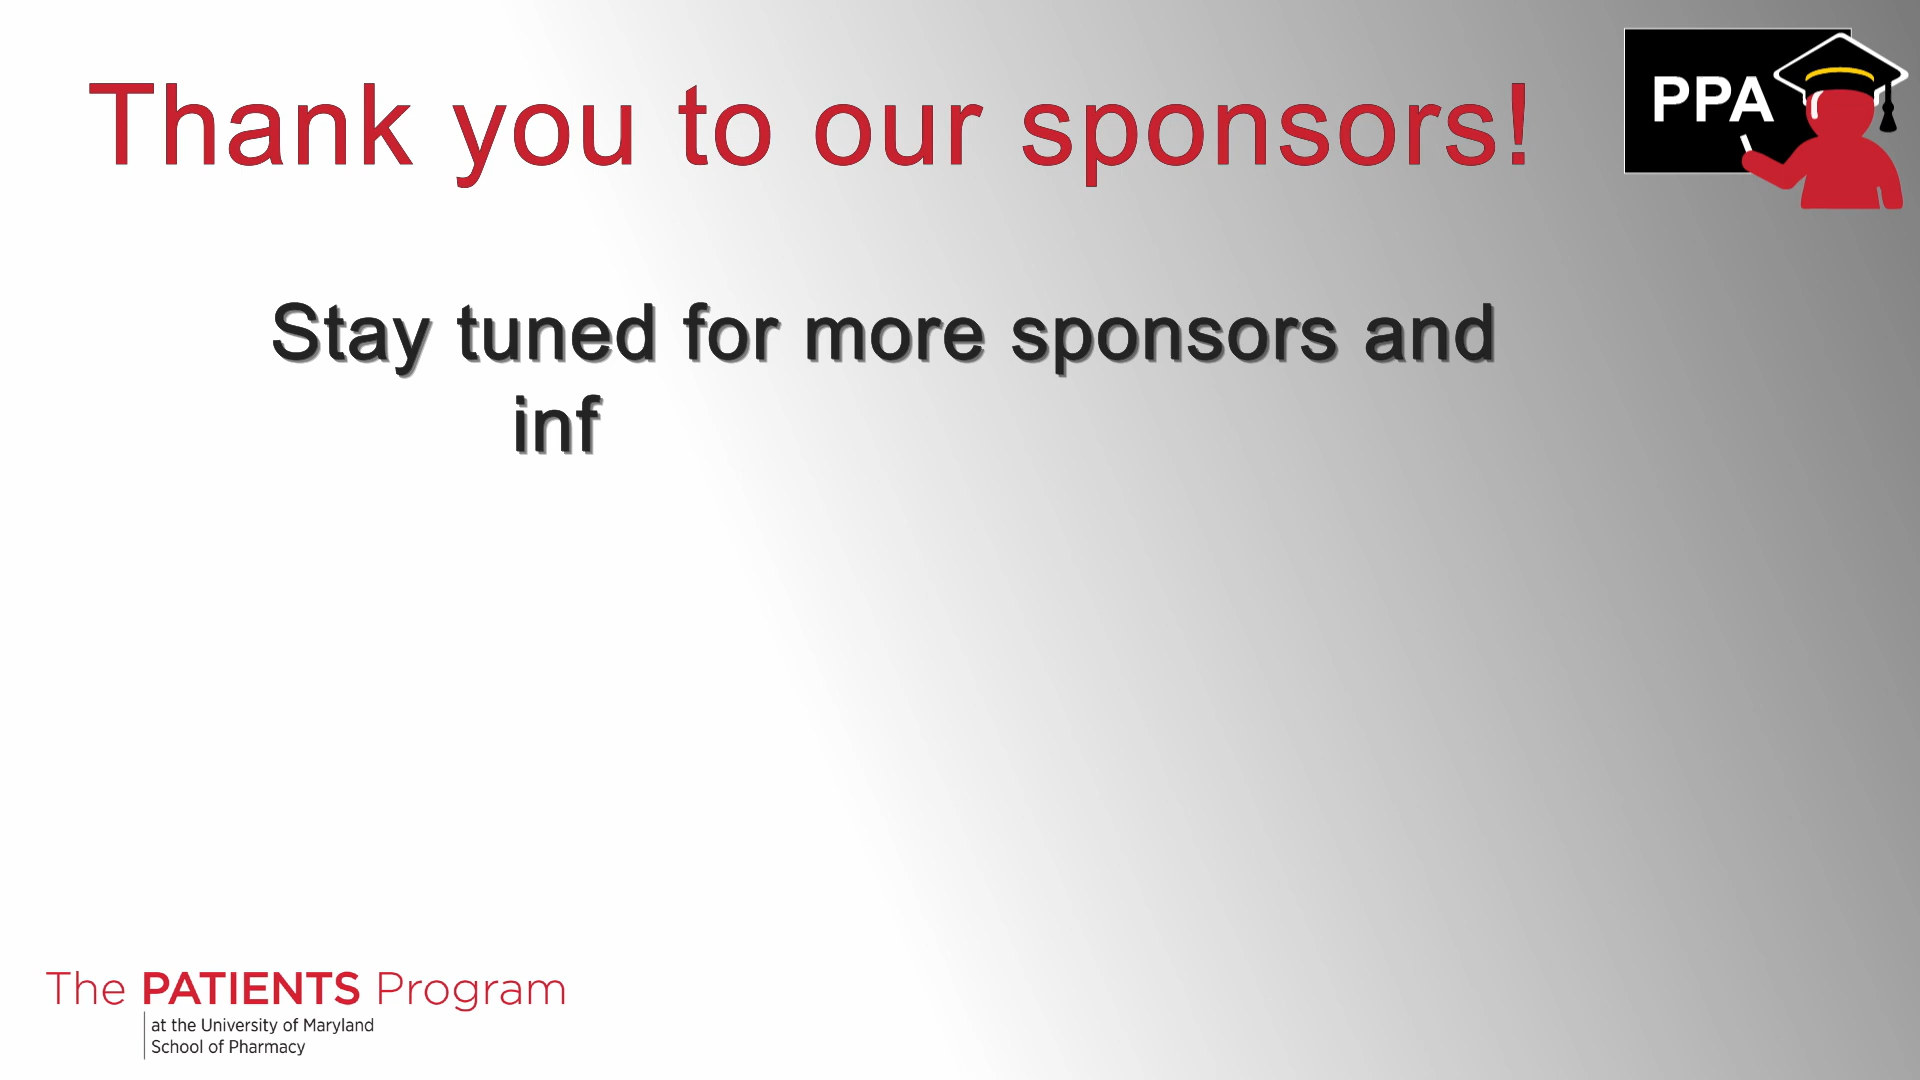 Thank you to our sponsors!
PPA
Stay tuned for more sponsors and
inf
The PATIENTS Program
at the University of Maryland
School of Pharmacy